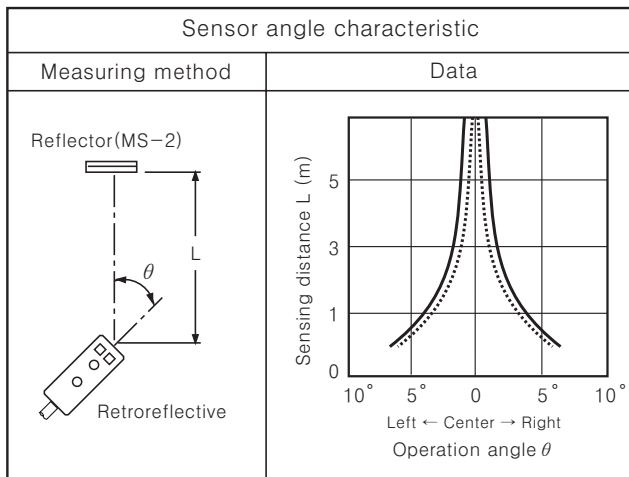 Sensor angle characteristic
Measuring method
Data
Reflector(MS-2)
L
θ
Retroreflective
Sensing distance L (m)
5
3
1
0
10° 5° 0 5° 10°
Left ← Center → Right
Operation angle θ